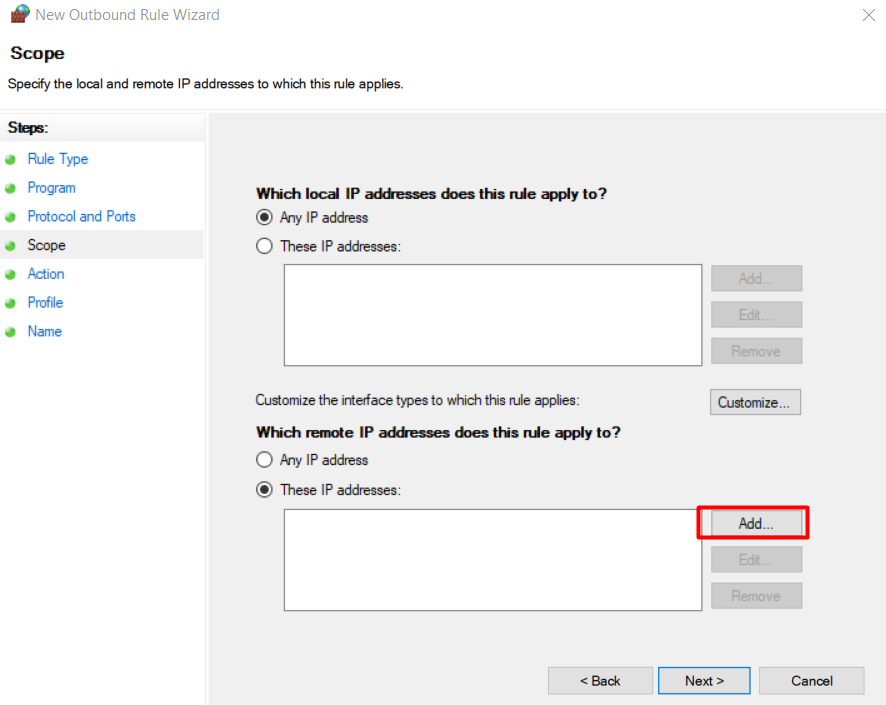 New Outbound Rule Wizard
Scope
Specify the local and remote IP addresses to which this rule applies.
Steps:
Rule Type
Program
Protocol and Ports
Scope
Action
Profile
Name
Which local IP addresses does this rule apply to?
Any IP address
These IP addresses:
Add...
Edit...
Remove
Customize the interface types to which this rule applies:
Customize...
Which remote IP addresses does this rule apply to?
Any IP address
These IP addresses:
Add...
Edit...
Remove
< Back
Next >
Cancel